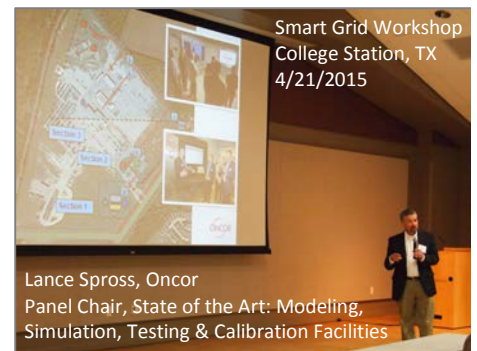 Smart Grid Workshop
College Station, TX
4/21/2015
Section 3
Section 2
Section 1
ONCOR
Lance Spross, Oncor
Panel Chair, State of the Art: Modeling,
Simulation, Testing & Calibration Facilities